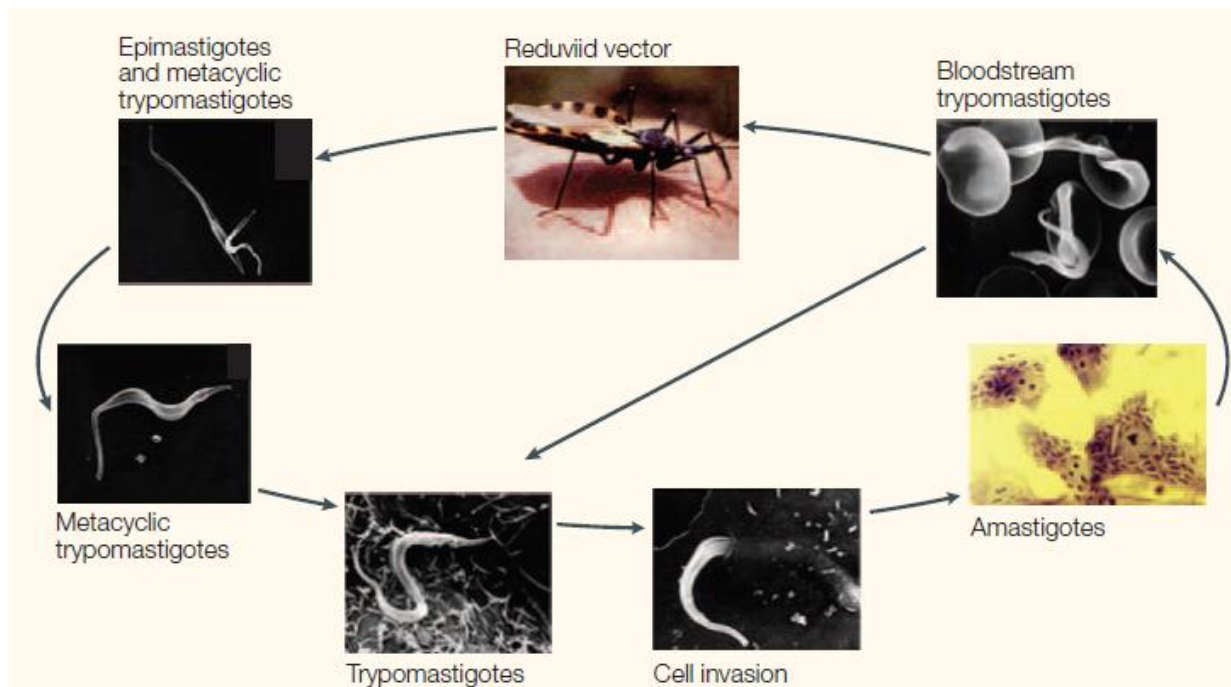 Epimastigotes
and metacyclic
trypomastigotes
Reduviid vector
Bloodstream
trypomastigotes
Metacyclic
trypomastigotes
Trypomastigotes
Cell invasion
Amastigotes